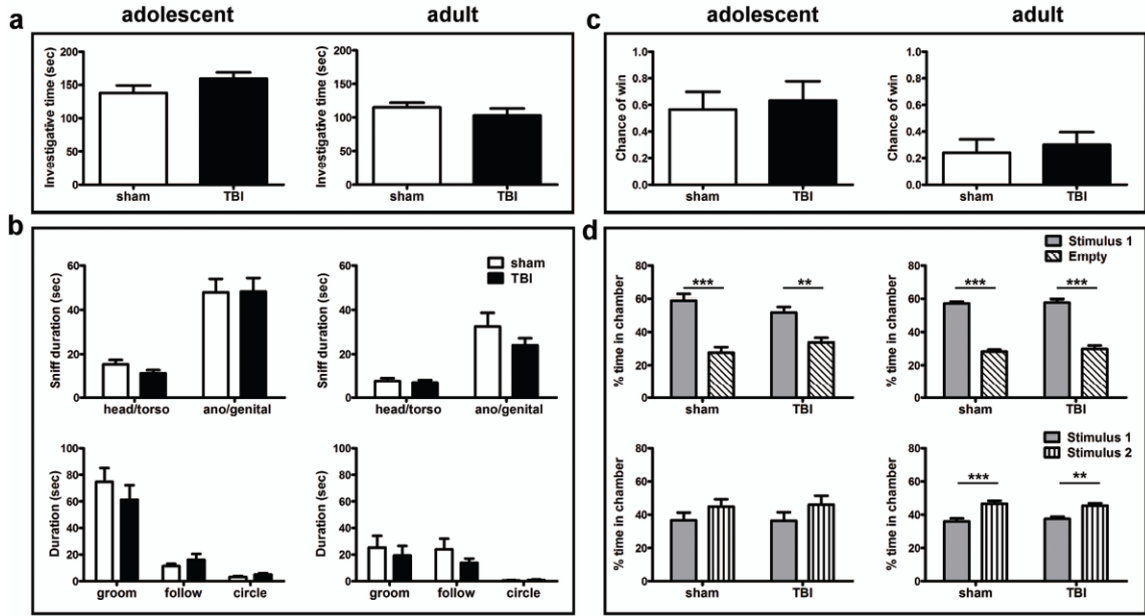 adolescent adult
a
Investigative time (sec)
200
150
100
50
0
sham TBI
Investigative time (sec)
200
150
100
50
0
sham TBI
b
Sniff duration (sec)
60
40
20
0
head/torso ano/genital
Sniff duration (sec)
60
40
20
0
head/torso ano/genital
sham
TBI
Duration (sec)
100
80
60
40
20
0
groom follow circle
Duration (sec)
100
80
60
40
20
0
groom follow circle
adolescent adult
c
Chance of win
1.0
0.8
0.6
0.4
0.2
0.0
sham TBI
Chance of win
1.0
0.8
0.6
0.4
0.2
0.0
sham TBI
d
% time in chamber
80
60
40
20
0
*** **
sham TBI
% time in chamber
80
60
40
20
0
*** ***
sham TBI
Stimulus 1
Empty
% time in chamber
80
60
40
20
0
sham TBI
% time in chamber
80
60
40
20
0
*** **
sham TBI
Stimulus 1
Stimulus 2